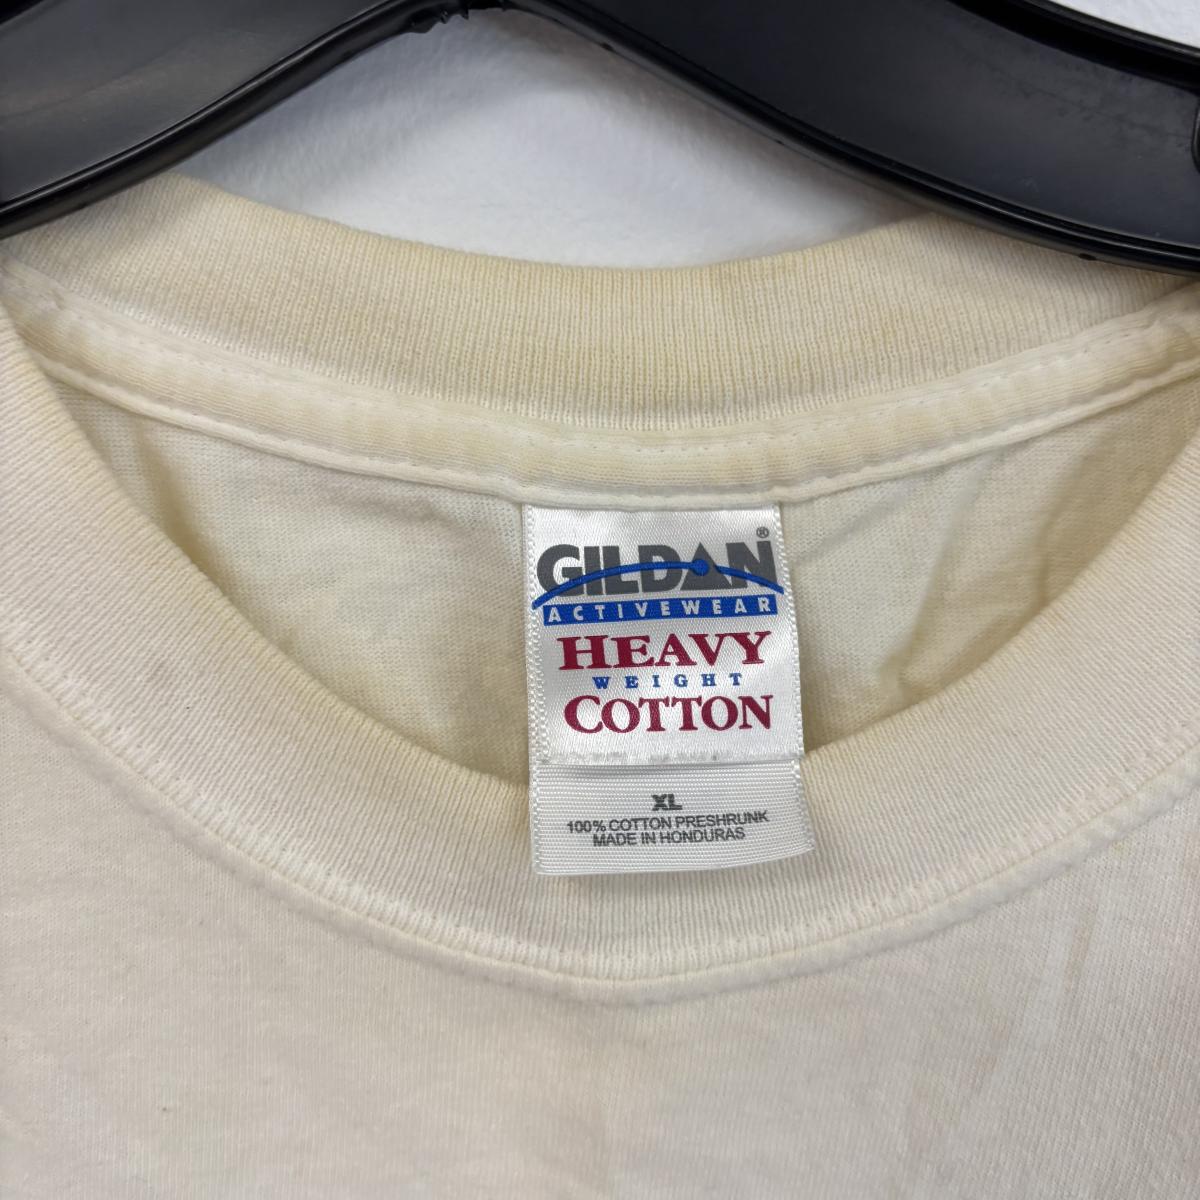 GILDAN®
ACTIVEWEAR
HEAVY
WEIGHT
COTTON
XL
100% COTTON PRESHRUNK
MADE IN HONDURAS